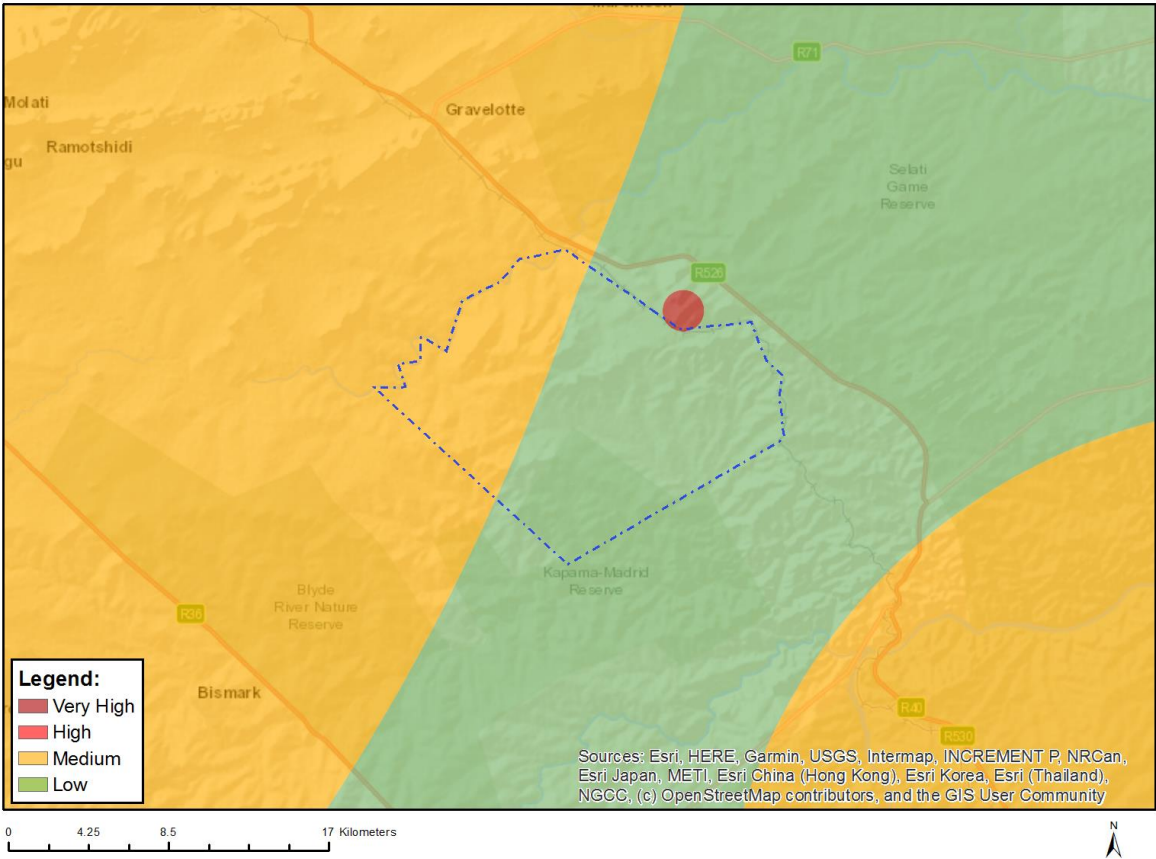 R71
Molati
Gravelotte
Ramotshidi
gu
Selati
Game
Reserve
R526
Kapama-Madrid
Reserve
Blyde
River Nature
Reserve
R36
Bismark
R40
R530
Legend:
Very High
High
Medium
Low
Sources: Esri, HERE, Garmin, USGS, Intermap, INCREMENT P, NRCan,
Esri Japan, METI, Esri China (Hong Kong), Esri Korea, Esri (Thailand),
NGCC, (c) OpenStreetMap contributors, and the GIS User Community
0 4.25 8.5 17 Kilometers
N